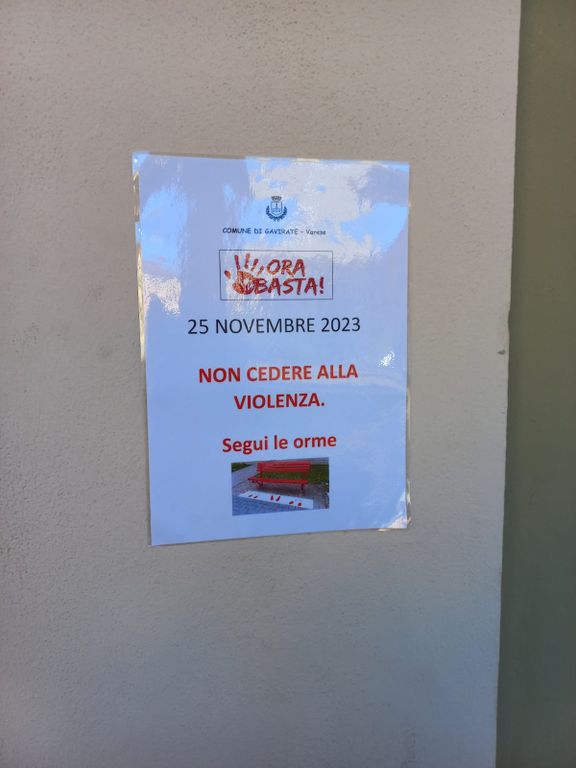 COMUNE DI GAVIRATE - Varese
ORA
BASTA!
25 NOVEMBRE 2023
NON CEDERE ALLA
VIOLENZA.
Segui le orme